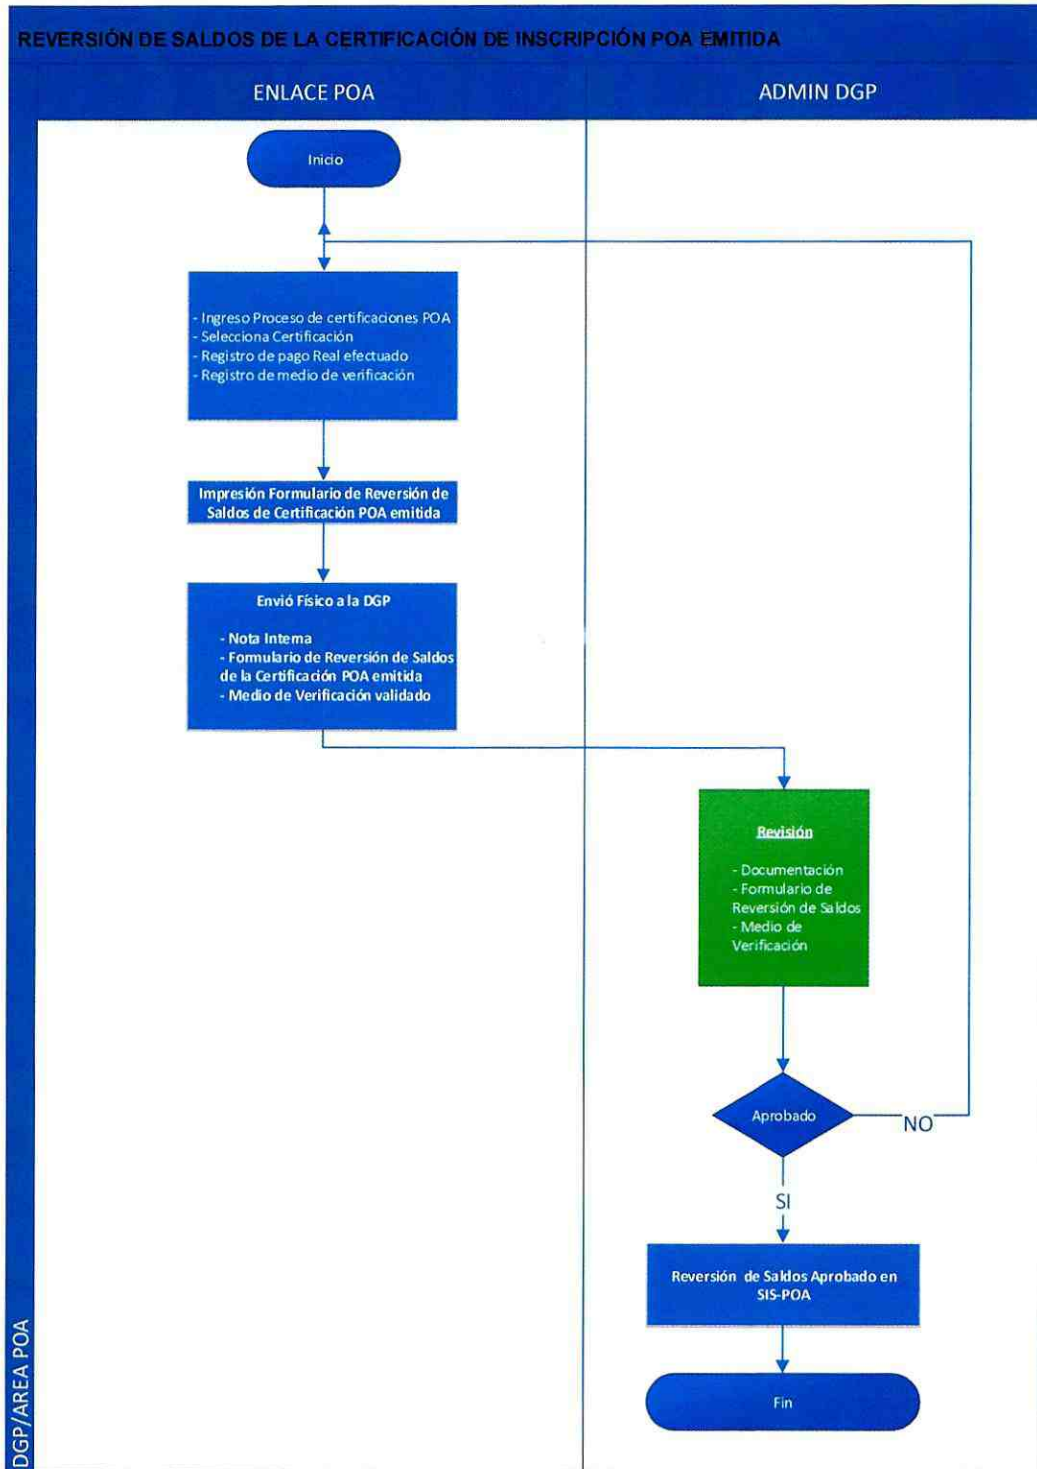 REVERSIÓN DE SALDOS DE LA CERTIFICACIÓN DE INSCRIPCIÓN POA EMITIDA
ENLACE POA
ADMIN DGP
Inicio
- Ingreso Proceso de certificaciones POA
- Selecciona Certificación
- Registro de pago Real efectuado
- Registro de medio de verificación
Impresión Formulario de Reversión de
Saldos de Certificación POA emitida
Envió Físico a la DGP
- Nota Interna
- Formulario de Reversión de Saldos
de la Certificación POA emitida
- Medio de Verificación validado
Revisión
- Documentación
- Formulario de
Reversión de Saldos
- Medio de
Verificación
Aprobado
NO
SI
Reversión de Saldos Aprobado en
SIS-POA
Fin
DGP/AREA POA